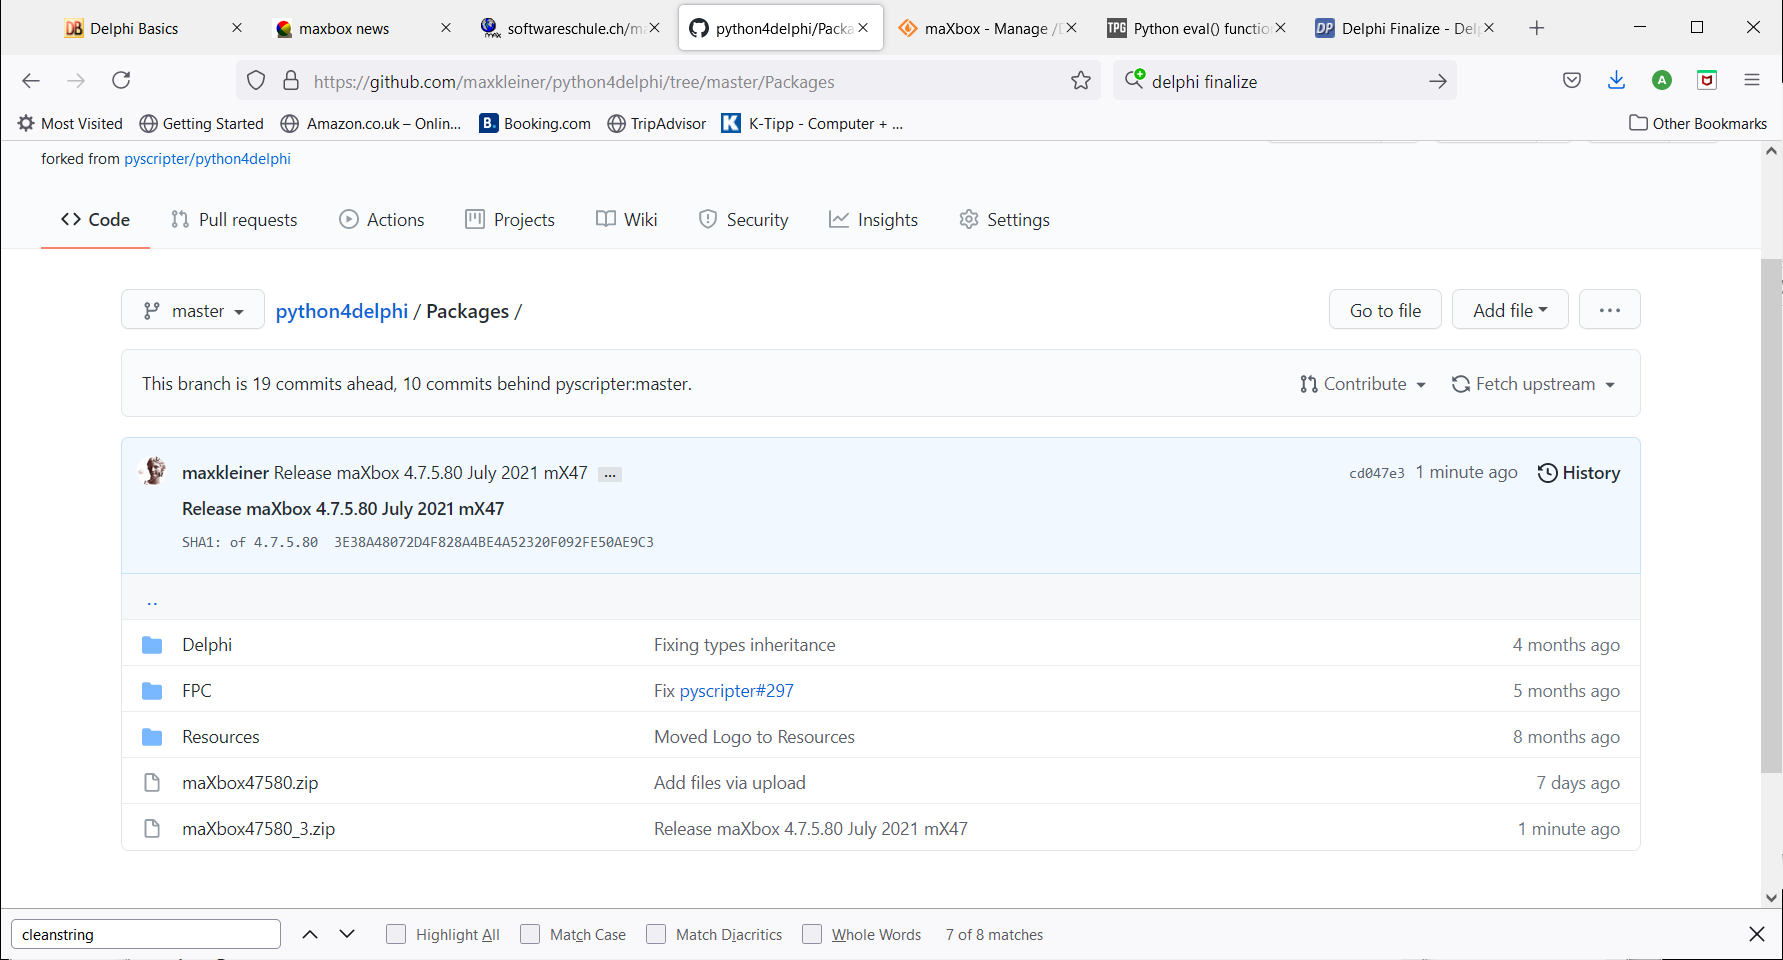 Delphi Basics
maxbox news
softwareschule.ch/ma
python4delphi/Packa
maXbox - Manage /D
TPG Python eval() functio
DP Delphi Finalize - Del
https://github.com/maxkleiner/python4delphi/tree/master/Packages
delphi finalize
A
Most Visited
Getting Started
Amazon.co.uk – Onlin...
B. Booking.com
TripAdvisor
K K-Tipp - Computer + ...
Other Bookmarks
forked from pyscripter/python4delphi
Code
Pull requests
Actions
Projects
Wiki
Security
Insights
Settings
master
python4delphi / Packages /
Go to file
Add file
...
This branch is 19 commits ahead, 10 commits behind pyscripter:master.
Contribute
Fetch upstream
maxkleiner Release maXbox 4.7.5.80 July 2021 mX47 ...
cd047e3 1 minute ago
History
Release maXbox 4.7.5.80 July 2021 mX47
SHA1: of 4.7.5.80 3E38A48072D4F828A4BE4A52320F092FE50AE9C3
..
Delphi Fixing types inheritance 4 months ago
FPC Fix pyscripter#297 5 months ago
Resources Moved Logo to Resources 8 months ago
maXbox47580.zip Add files via upload 7 days ago
maXbox47580_3.zip Release maXbox 4.7.5.80 July 2021 mX47 1 minute ago
cleanstring
Highlight All
Match Case
Match Diacritics
Whole Words
7 of 8 matches